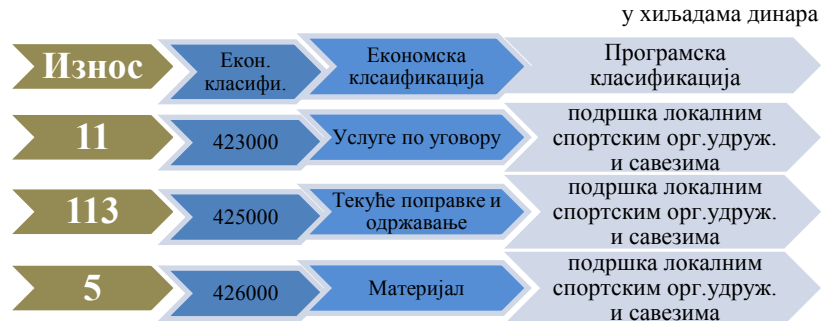 у хиљадама динара
Износ
Екон.
класифи.
Економска
клсаификација
Програмска
класификација
11
423000
Услуге по уговору
подршка локалним
спортским орг.удруж.
и савезима
113
425000
Текуће поправке и
одржавање
подршка локалним
спортским орг.удруж.
и савезима
5
426000
Материјал
подршка локалним
спортским орг.удруж.
и савезима